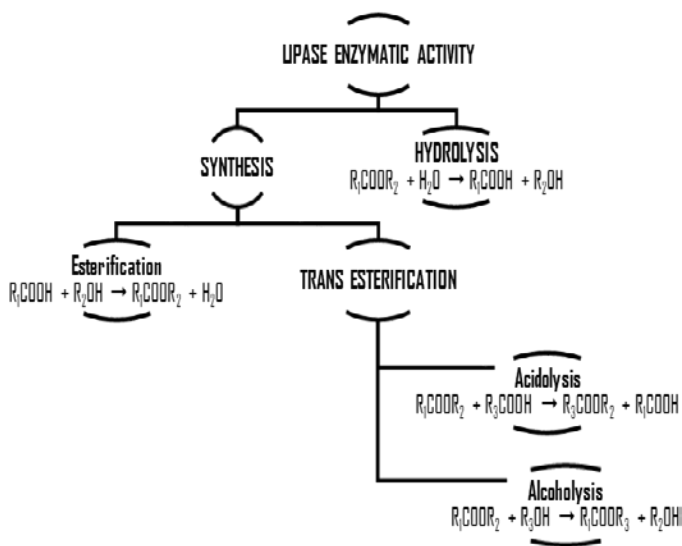 LIPASE ENZYMATIC ACTIVITY
SYNTHESIS
HYDROLYSIS
R₁COOR₂ + H₂O → R₁COOH + R₂OH
Esterification
R₁COOH + R₂OH → R₁COOR₂ + H₂O
TRANS ESTERIFICATION
Acidolysis
R₁COOR₂ + R₃COOH → R₃COOR₂ + R₁COOH
Alcoholysis
R₁COOR₂ + R₃OH → R₁COOR₃ + R₂OH